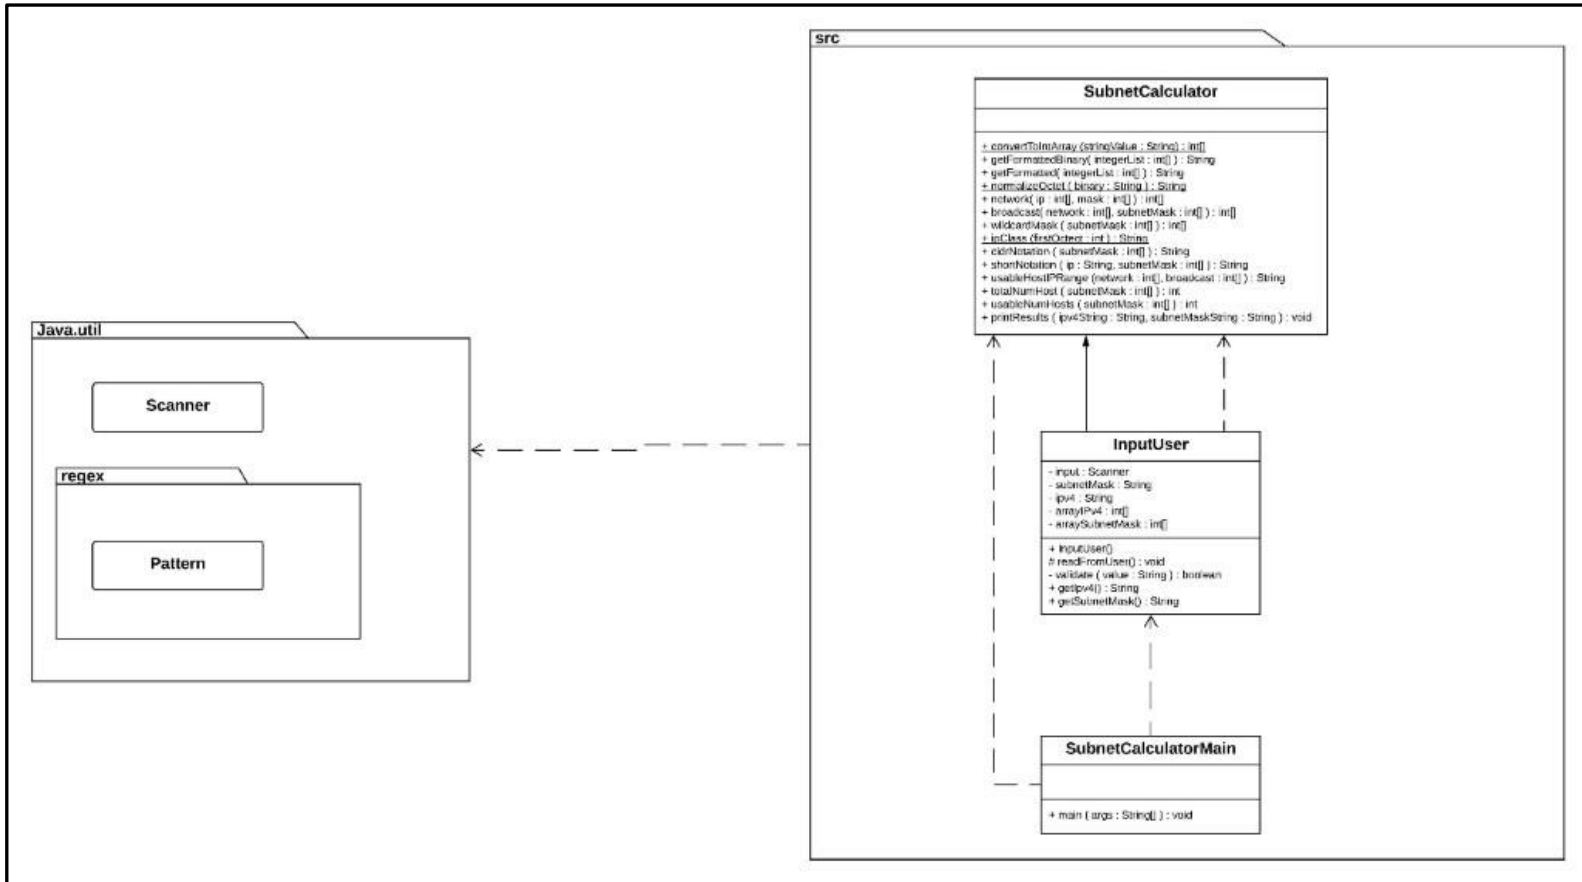 src
SubnetCalculator
+ convertToIntArray (stringValue : String) : int[]
+ getFormattedBinary( integerList : int[] ) : String
+ getFormatted( integerList : int[] ) : String
+ normalizeOctet ( binary : String ) : String
+ network( ip : int[], mask : int[] ) : int[]
+ broadcast( network : int[], subnetMask : int[] ) : int[]
+ wildcardMask ( subnetMask : int[] ) : int[]
+ ipClass (firstOctect : int ) : String
+ cidrNotation ( subnetMask : int[] ) : String
+ shortNotation ( ip : String, subnetMask : int[] ) : String
+ usableHostIPRange (network : int[], broadcast : int[] ) : String
+ totalNumHost ( subnetMask : int[] ) : int
+ usableNumHosts ( subnetMask : int[] ) : int
+ printResults ( ipv4String : String, subnetMaskString : String ) : void
Java.util
Scanner
regex
Pattern
InputUser
- input : Scanner
- subnetMask : String
- ipv4 : String
- arrayIPv4 : int[]
- arraySubnetMask : int[]
+ InputUser()
# readFromUser() : void
- validate ( value : String ) : boolean
+ getIpv4() : String
+ getSubnetMask() : String
SubnetCalculatorMain
+ main ( args : String[] ) : void